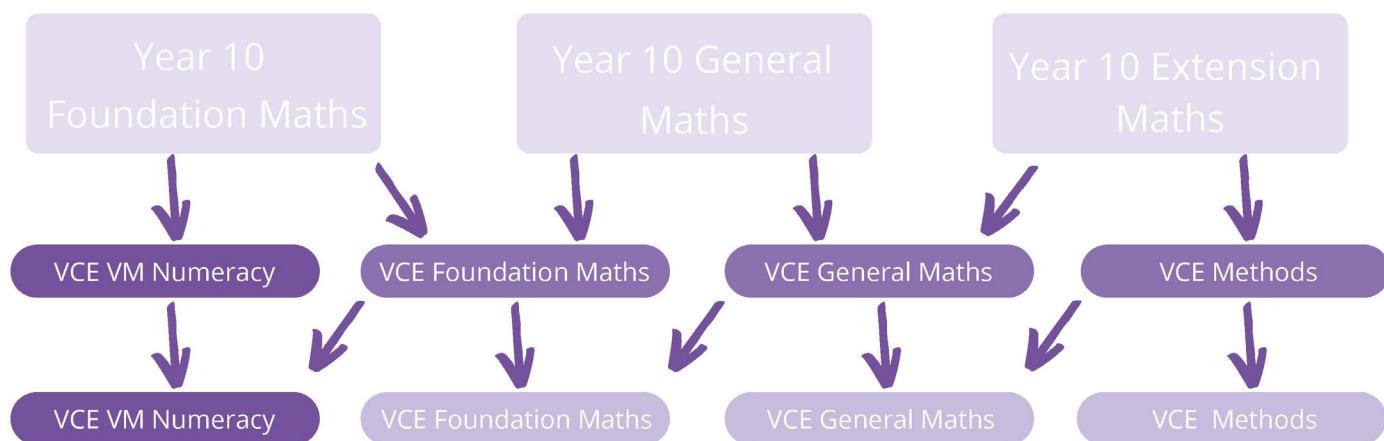 Year 10
Foundation Maths
Year 10 General
Maths
Year 10 Extension
Maths
VCE VM Numeracy
VCE Foundation Maths
VCE General Maths
VCE Methods
VCE VM Numeracy
VCE Foundation Maths
VCE General Maths
VCE Methods